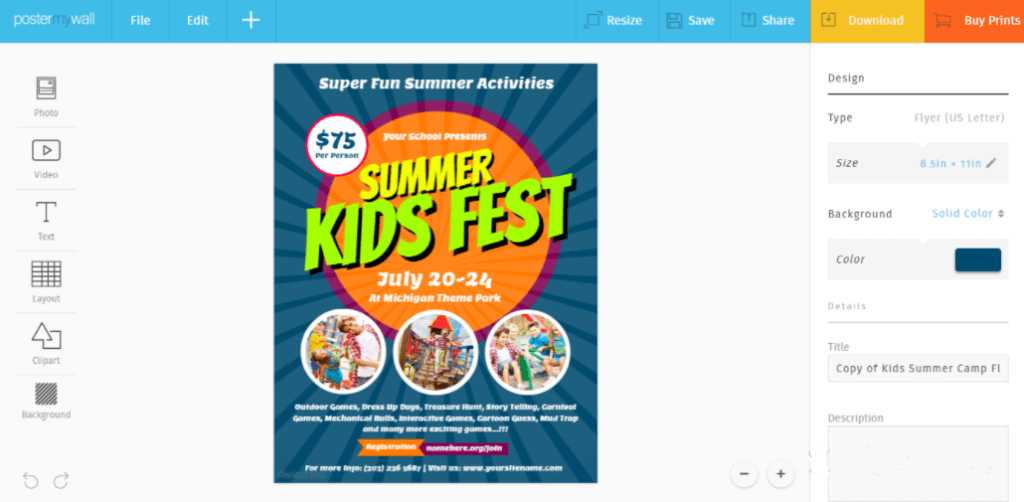 postermywall
File
Edit
Resize
Save
Share
Download
Buy Prints
Photo
Video
Text
Layout
Clipart
Background
Super Fun Summer Activities
$75
Per Person
Your School Presents
SUMMER
KIDS FEST
July 20-24
At Michigan Theme Park
Outdoor Games, Dress Up Days, Treasure Hunt, Story Telling, Carnival
Games, Mechanical Bulls, Interactive Games, Cartoon Guess, Mud Trap
and many more exciting games...!!!
Registration
namehere.org/join
For more Info: (202) 236 5687 | Visit us: www.yoursitename.com
Design
Type Flyer (US Letter)
Size 8.5in × 11in
Background Solid Color
Color
Details
Title
Copy of Kids Summer Camp Fl
Description